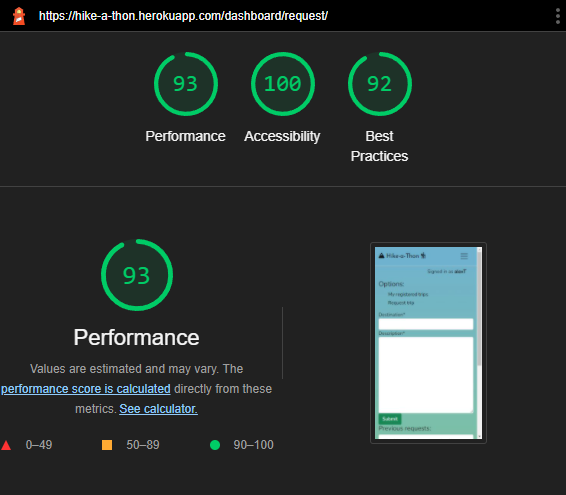 https://hike-a-thon.herokuapp.com/dashboard/request/
93
100
92
Performance
Accessibility
Best
Practices
93
Performance
Values are estimated and may vary. The
performance score is calculated directly from these
metrics. See calculator.
0–49
50–89
90–100
Hike-a-Thon
Signed in as
Options:
My registered trips
Request trip
Destination*
Description*
Submit
Previous requests: